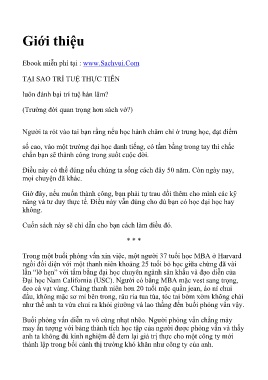 Giới thiệu
Ebook miễn phí tại : www.Sachvui.Com
TẠI SAO TRÍ TUỆ THỰC TIỄN
luôn đánh bại trí tuệ hàn lâm?
(Trường đời quan trọng hơn sách vở?)
Người ta rót vào tai bạn rằng nếu học hành chăm chỉ ở trung học, đạt điểm
số cao, vào một trường đại học danh tiếng, có tấm bằng trong tay thì chắc
chắn bạn sẽ thành công trong suốt cuộc đời.
Điều này có thể đúng nếu chúng ta sống cách đây 50 năm. Còn ngày nay,
mọi chuyện đã khác.
Giờ đây, nếu muốn thành công, bạn phải tự trau dồi thêm cho mình các kỹ
năng và tư duy thực tế. Điều này vẫn đúng cho dù bạn có học đại học hay
không.
Cuốn sách này sẽ chỉ dẫn cho bạn cách làm điều đó.
* * *
Trong một buổi phỏng vấn xin việc, một người 37 tuổi học MBA ở Harvard
ngồi đối diện với một thanh niên khoảng 25 tuổi bỏ học giữa chừng đã vài
lần "lỡ hẹn" với tấm bằng đại học chuyên ngành sân khấu và đạo diễn của
Đại học Nam California (USC). Người có bằng MBA mặc vest sang trọng,
đeo cà vạt vàng. Chàng thanh niên hơn 20 tuổi mặc quần jean, áo nỉ chui
đầu, không mặc sơ mi bên trong, râu ria tua tủa, tóc tai bờm xờm không chải
như thể anh ta vừa chui ra khỏi giường và lao thẳng đến buổi phỏng vấn vậy.
Buổi phỏng vấn diễn ra vô cùng nhạt nhẽo. Người phỏng vấn chẳng mảy
may ấn tượng với bảng thành tích học tập của người được phỏng vấn và thấy
anh ta không đủ kinh nghiệm để đem lại giá trị thực cho một công ty mới
thành lập trong bối cảnh thị trường khó khăn như công ty của anh.